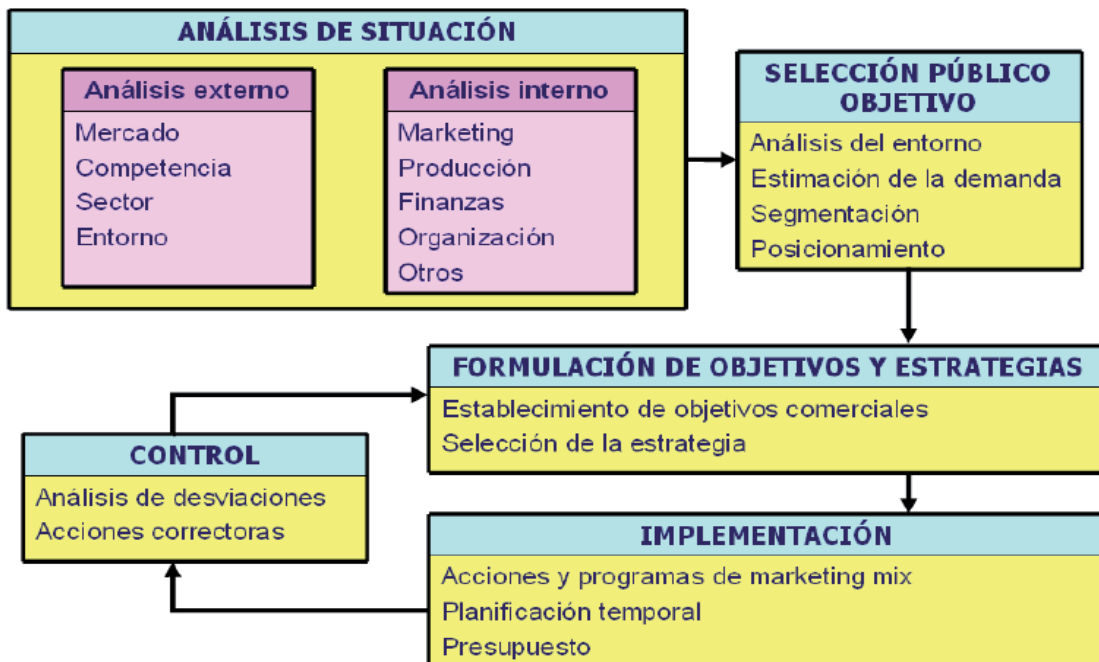 ANÁLISIS DE SITUACIÓN
Análisis externo
Mercado
Competencia
Sector
Entorno
Análisis interno
Marketing
Producción
Finanzas
Organización
Otros
SELECCIÓN PÚBLICO
OBJETIVO
Análisis del entorno
Estimación de la demanda
Segmentación
Posicionamiento
FORMULACIÓN DE OBJETIVOS Y ESTRATEGIAS
Establecimiento de objetivos comerciales
Selección de la estrategia
CONTROL
Análisis de desviaciones
Acciones correctoras
IMPLEMENTACIÓN
Acciones y programas de marketing mix
Planificación temporal
Presupuesto